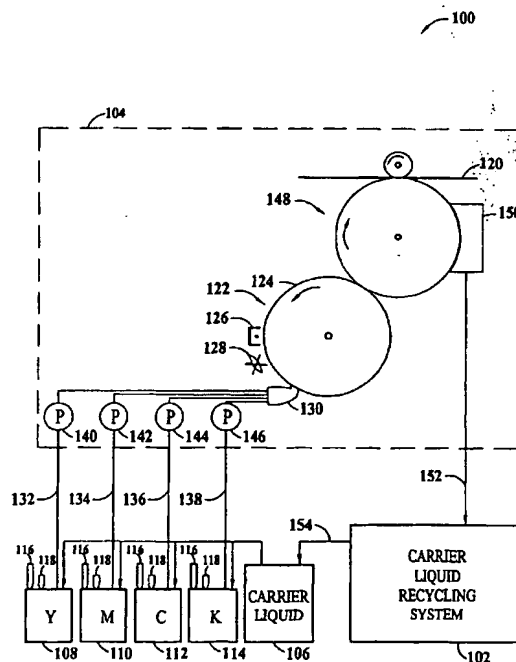 100
104
120
148
150
124
122
126
128
130
P P P P
140 142 144 146
132 134 136 138
152
154
116 116 116 116
118 118 118 118
Y M C K
CARRIER
LIQUID
CARRIER
LIQUID
RECYCLING
SYSTEM
108 110 112 114 106 102